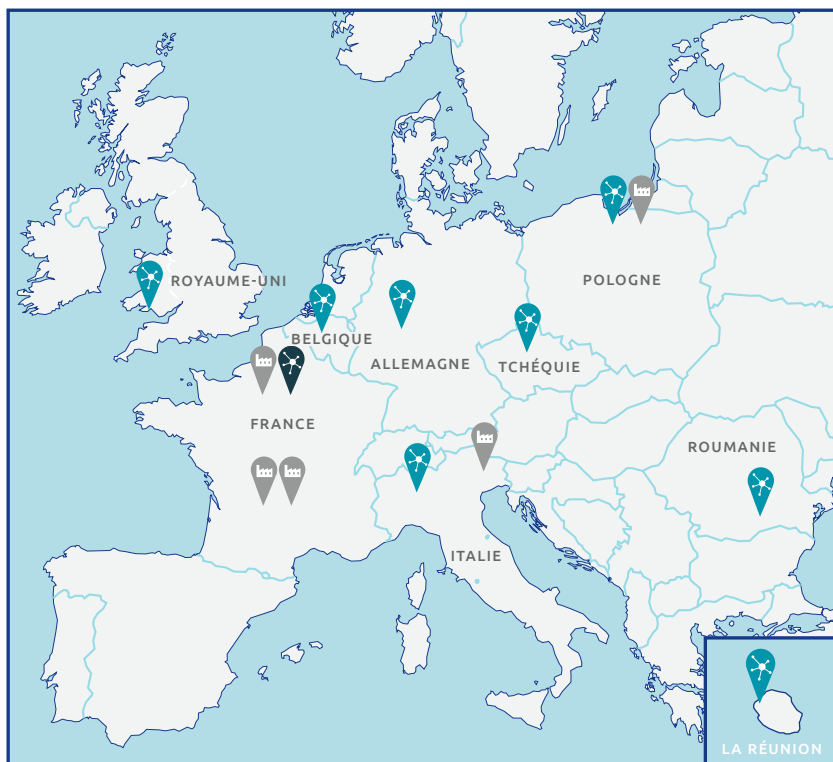 ROYAUME-UNI
POLOGNE
BELGIQUE
ALLEMAGNE
TCHÉQUIE
FRANCE
ROUMANIE
ITALIE
LA RÉUNION